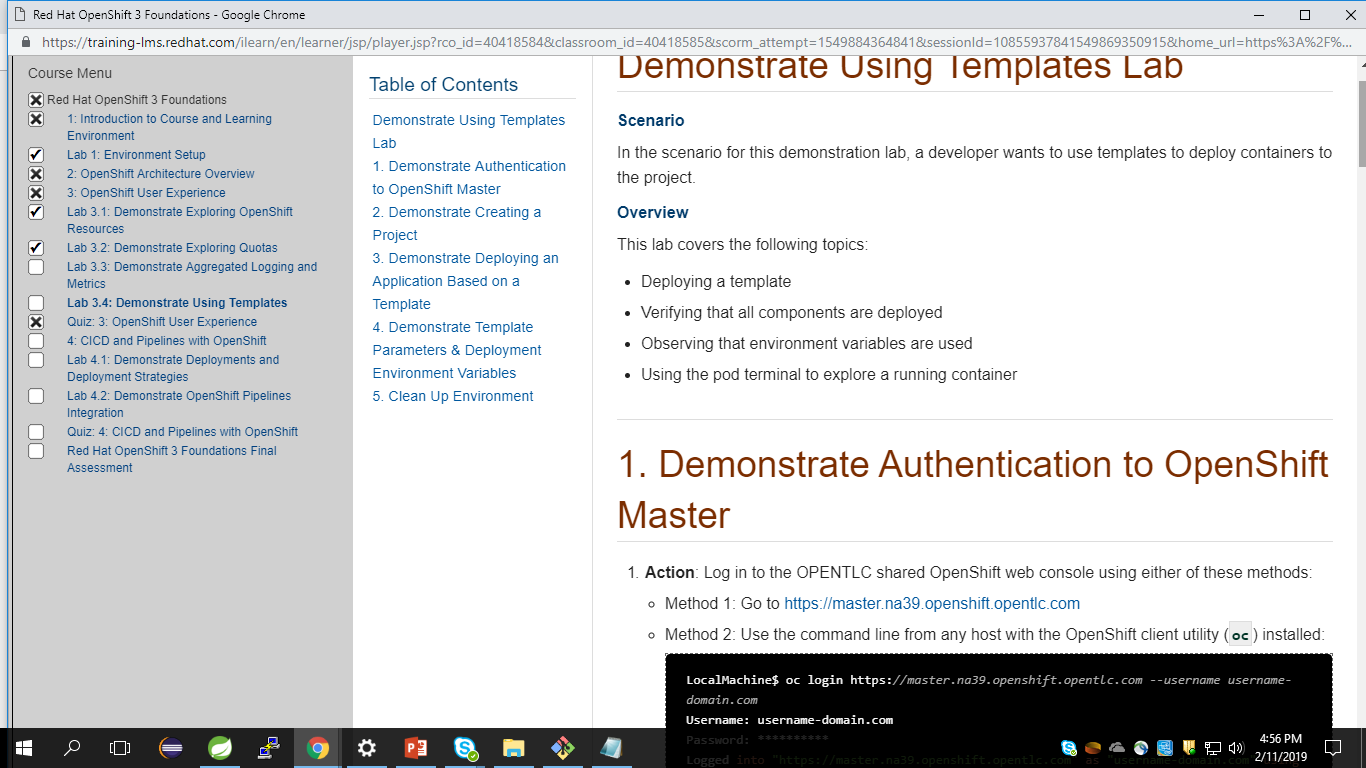 Red Hat OpenShift 3 Foundations - Google Chrome
https://training-lms.redhat.com/ilearn/en/learner/jsp/player.jsp?rco_id=40418584&classroom_id=40418585&scorm_attempt=1549884364841&sessionId=10855937841549869350915&home_url=https%3A%2F%...
Course Menu
Red Hat OpenShift 3 Foundations
1: Introduction to Course and Learning
Environment
Lab 1: Environment Setup
2: OpenShift Architecture Overview
3: OpenShift User Experience
Lab 3.1: Demonstrate Exploring OpenShift
Resources
Lab 3.2: Demonstrate Exploring Quotas
Lab 3.3: Demonstrate Aggregated Logging and
Metrics
Lab 3.4: Demonstrate Using Templates
Quiz: 3: OpenShift User Experience
4: CICD and Pipelines with OpenShift
Lab 4.1: Demonstrate Deployments and
Deployment Strategies
Lab 4.2: Demonstrate OpenShift Pipelines
Integration
Quiz: 4: CICD and Pipelines with OpenShift
Red Hat OpenShift 3 Foundations Final
Assessment
Table of Contents
Demonstrate Using Templates
Lab
1. Demonstrate Authentication
to OpenShift Master
2. Demonstrate Creating a
Project
3. Demonstrate Deploying an
Application Based on a
Template
4. Demonstrate Template
Parameters & Deployment
Environment Variables
5. Clean Up Environment
Demonstrate Using Templates Lab
Scenario
In the scenario for this demonstration lab, a developer wants to use templates to deploy containers to
the project.
Overview
This lab covers the following topics:
Deploying a template
Verifying that all components are deployed
Observing that environment variables are used
Using the pod terminal to explore a running container
1. Demonstrate Authentication to OpenShift
Master
1. Action: Log in to the OPENTLC shared OpenShift web console using either of these methods:
Method 1: Go to https://master.na39.openshift.opentlc.com
Method 2: Use the command line from any host with the OpenShift client utility (oc) installed:
LocalMachine$ oc login https://master.na39.openshift.opentlc.com --username username-
domain.com
Username: username-domain.com
Password: **********
Logged into "https://master.na39.openshift.opentlc.com" as "username-domain.com"
4:56 PM
2/11/2019